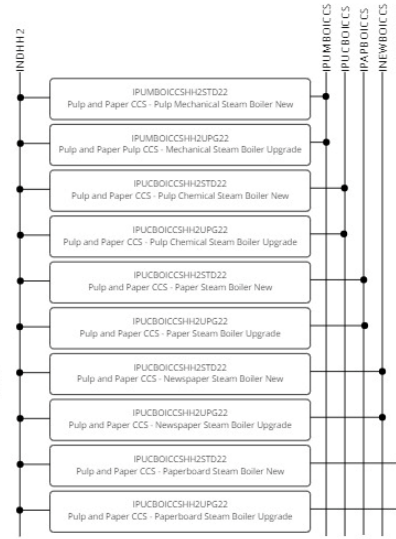 INDHH2
IPUMBOICCS
IPUCBOICCS
IPAPBOICCS
INEWBOICCS
IPUMBOICCSHH2STD22
Pulp and Paper CCS - Pulp Mechanical Steam Boiler New
IPUMBOICCSHH2UPG22
Pulp and Paper Pulp CCS - Mechanical Steam Boiler Upgrade
IPUCBOICCSHH2STD22
Pulp and Paper CCS - Pulp Chemical Steam Boiler New
IPUCBOICCSHH2UPG22
Pulp and Paper CCS - Pulp Chemical Steam Boiler Upgrade
IPUCBOICCSHH2STD22
Pulp and Paper CCS - Paper Steam Boiler New
IPUCBOICCSHH2UPG22
Pulp and Paper CCS - Paper Steam Boiler Upgrade
IPUCBOICCSHH2STD22
Pulp and Paper CCS - Newspaper Steam Boiler New
IPUCBOICCSHH2UPG22
Pulp and Paper CCS - Newspaper Steam Boiler Upgrade
IPUCBOICCSHH2STD22
Pulp and Paper CCS - Paperboard Steam Boiler New
IPUCBOICCSHH2UPG22
Pulp and Paper CCS - Paperboard Steam Boiler Upgrade